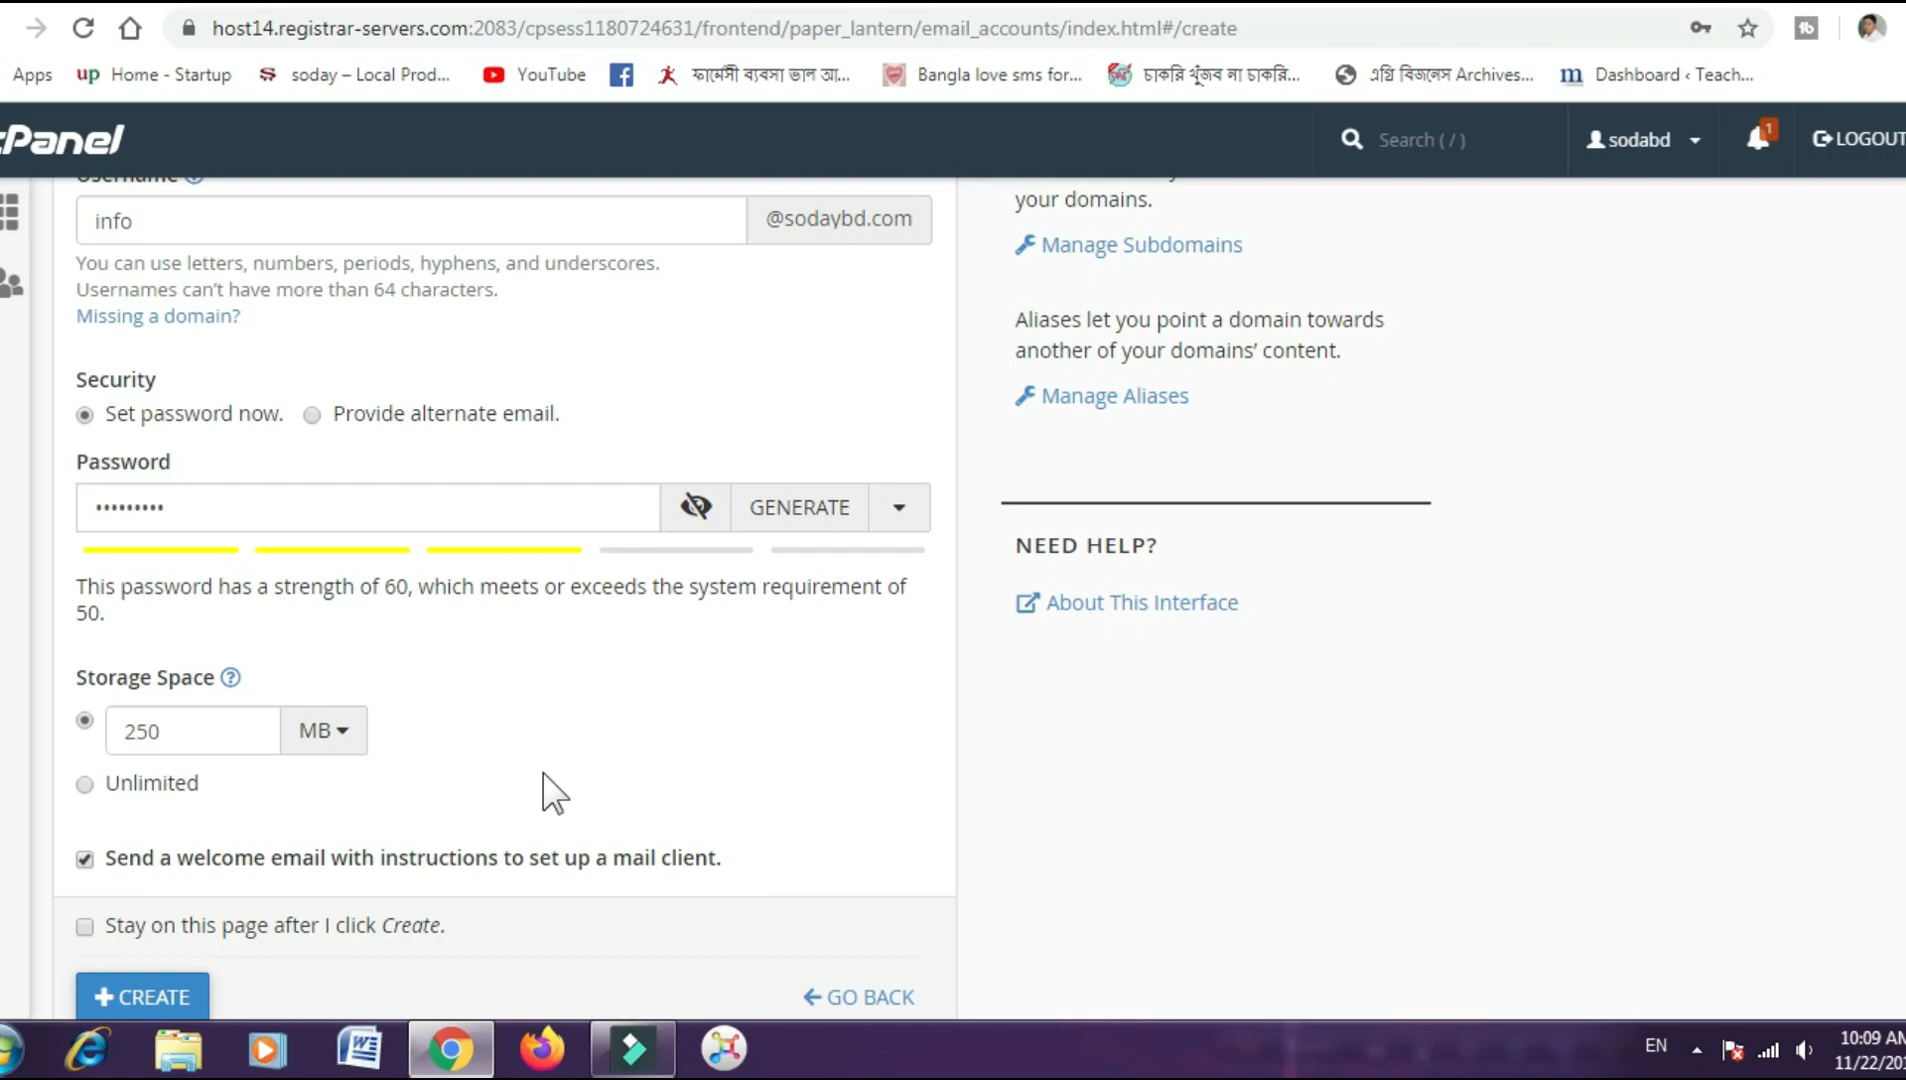 host14.registrar-servers.com:2083/cpsess1180724631/frontend/paper_lantern/email_accounts/index.html#/create
Apps
up Home - Startup
soday – Local Prod...
YouTube
ফার্মেসী ব্যবসা ভাল আ...
Bangla love sms for...
চাকরি খুঁজব না চাকরি...
এগ্রি বিজনেস Archives...
m Dashboard ‹ Teach...
cPanel
Search ( / )
sodabd
1
LOGOUT
Username
info
@sodaybd.com
You can use letters, numbers, periods, hyphens, and underscores.
Usernames can’t have more than 64 characters.
Missing a domain?
Security
Set password now.
Provide alternate email.
Password
•••••••••
GENERATE
This password has a strength of 60, which meets or exceeds the system requirement of
50.
Storage Space
250
MB
Unlimited
Send a welcome email with instructions to set up a mail client.
Stay on this page after I click Create.
CREATE
GO BACK
your domains.
Manage Subdomains
Aliases let you point a domain towards
another of your domains’ content.
Manage Aliases
NEED HELP?
About This Interface
EN
10:09 AM
11/22/201